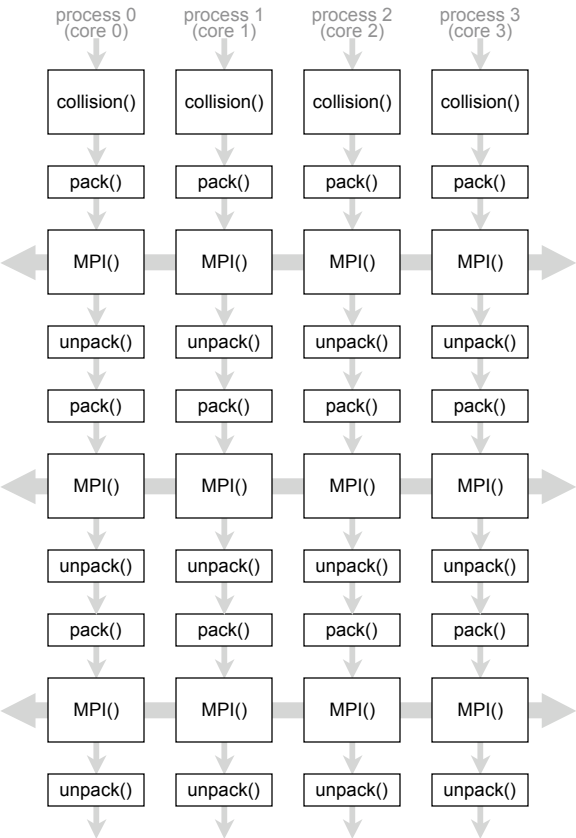 process 0 process 1 process 2 process 3
(core 0) (core 1) (core 2) (core 3)
collision() collision() collision() collision()
pack() pack() pack() pack()
MPI() MPI() MPI() MPI()
unpack() unpack() unpack() unpack()
pack() pack() pack() pack()
MPI() MPI() MPI() MPI()
unpack() unpack() unpack() unpack()
pack() pack() pack() pack()
MPI() MPI() MPI() MPI()
unpack() unpack() unpack() unpack()